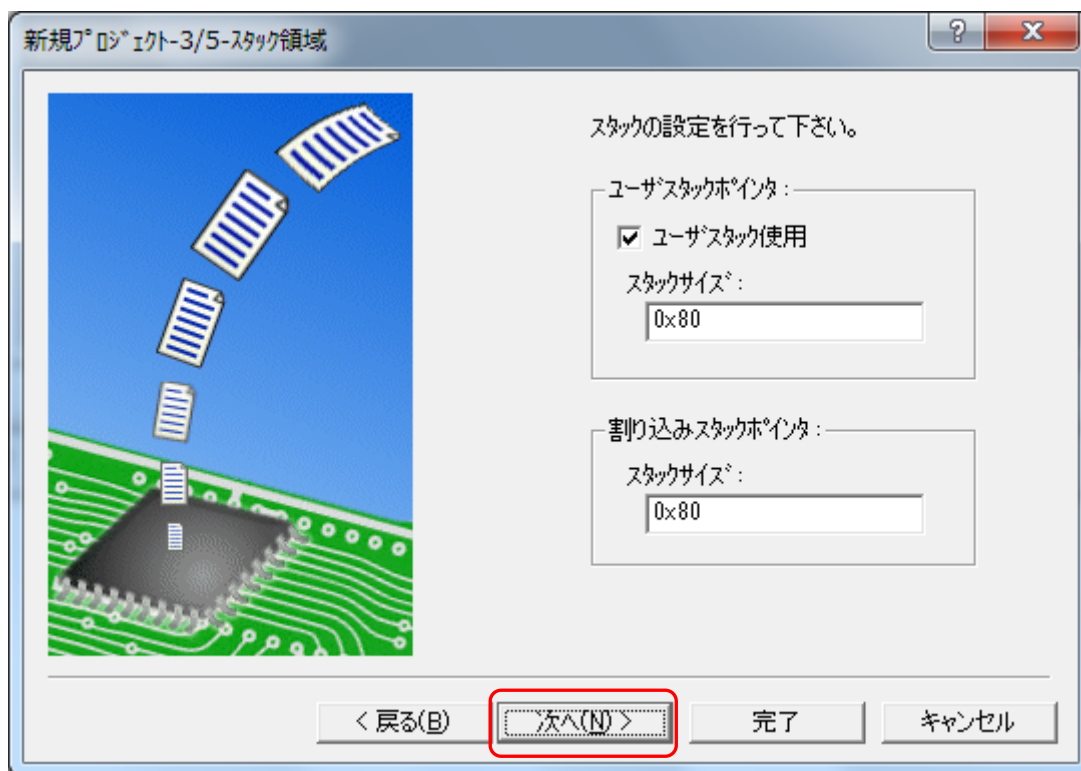 新規ﾌﾟﾛｼﾞｪｸﾄ-3/5-ｽﾀｯｸ領域
スタックの設定を行って下さい。
ユーザスタックポインタ :
ユーザスタック使用
スタックサイズ :
0x80
割り込みスタックポインタ :
スタックサイズ :
0x80
< 戻る(B)
次へ(N) >
完了
キャンセル